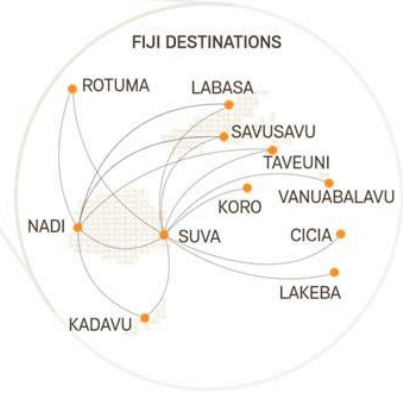 FIJI DESTINATIONS
ROTUMA
LABASA
SAVUSAVU
TAVEUNI
VANUABALAVU
KORO
NADI
SUVA
CICIA
LAKEBA
KADAVU